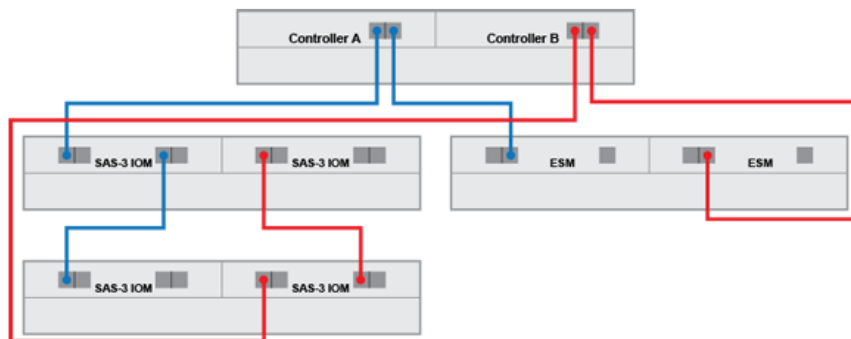 Controller A
Controller B
SAS-3 IOM
SAS-3 IOM
ESM
ESM
SAS-3 IOM
SAS-3 IOM